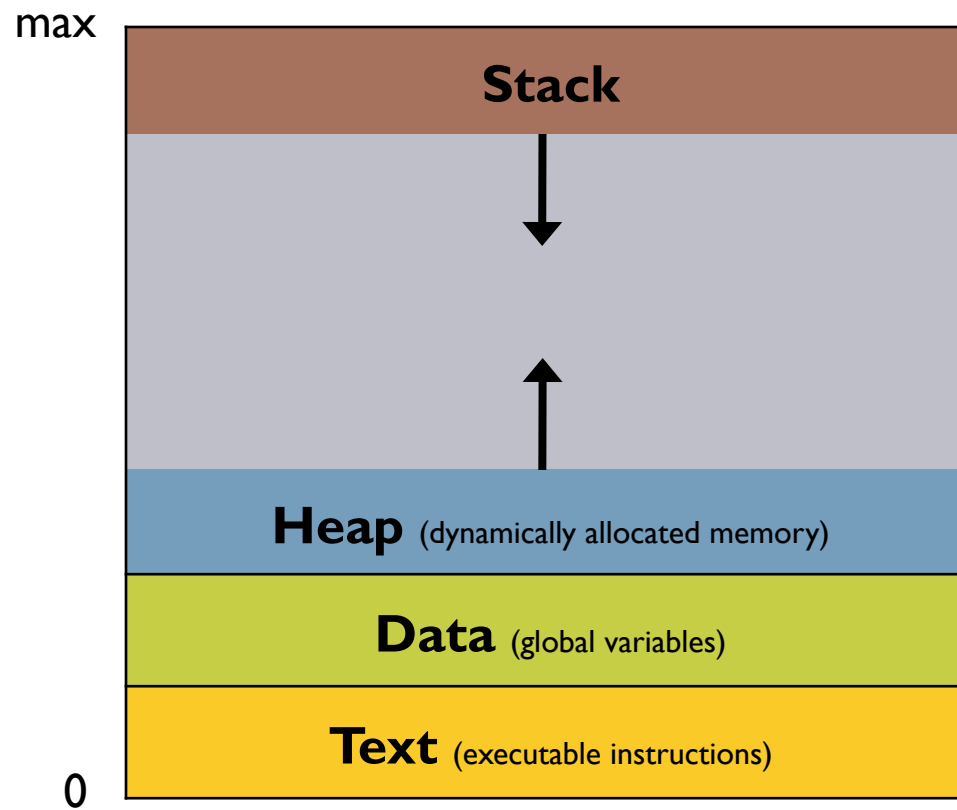 max
Stack
Heap (dynamically allocated memory)
Data (global variables)
Text (executable instructions)
0